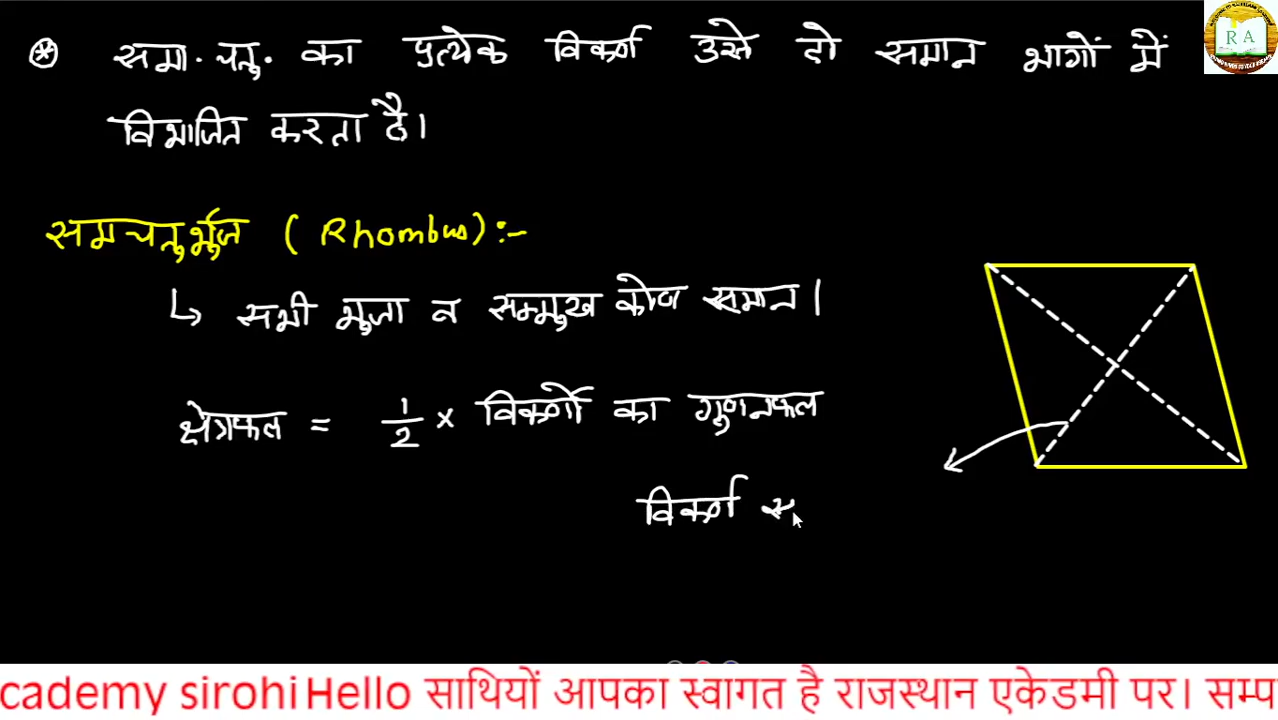 * समा. चतु. का प्रत्येक विकर्ण उसे दो समान भागों में
विभाजित करता है।
समचतुर्भुज (Rhombus) :-
↳ सभी भुजा व सम्मुख कोण समान।
क्षेत्रफल = 1/2 × विकर्णो का गुणनफल
विकर्ण स
RA
cademy sirohi Hello साथियों आपका स्वागत है राजस्थान एकेडमी पर। सम्प